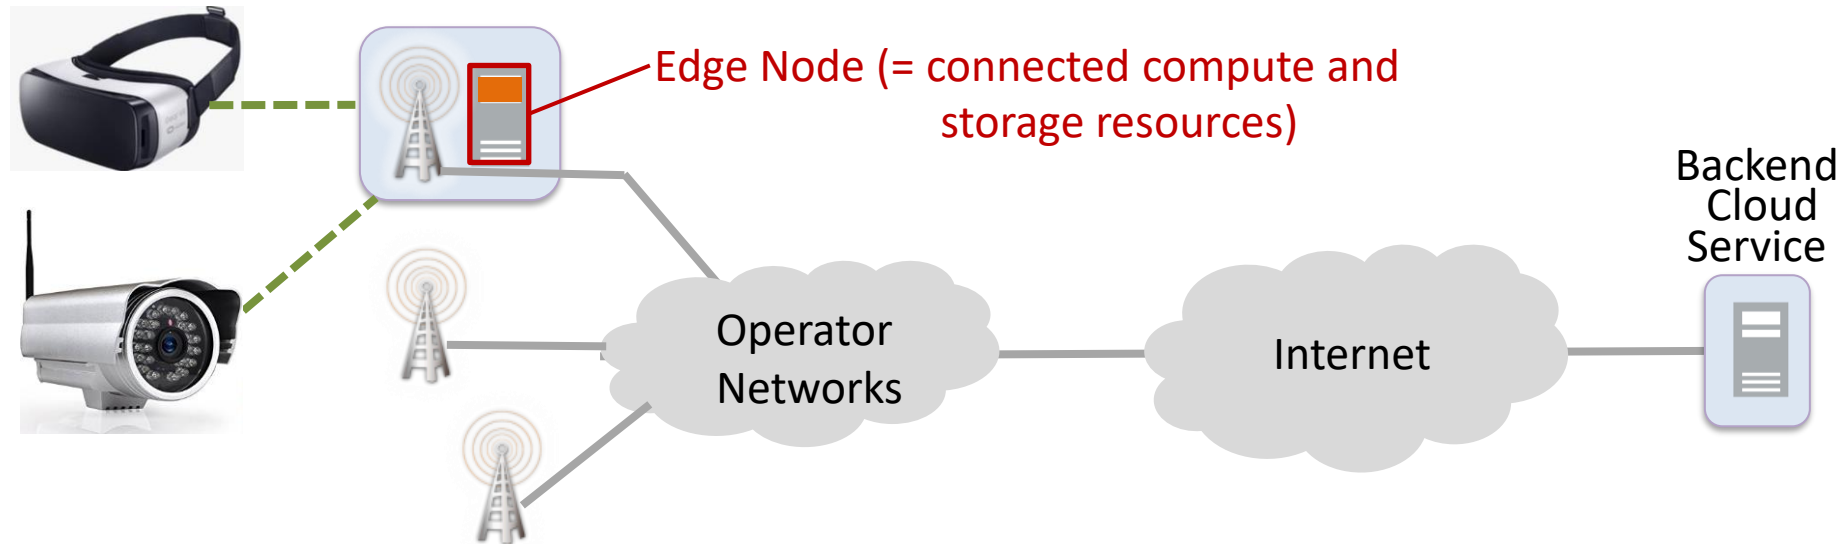 Edge Node (= connected compute and
storage resources)
Backend
Cloud
Service
Operator
Networks
Internet